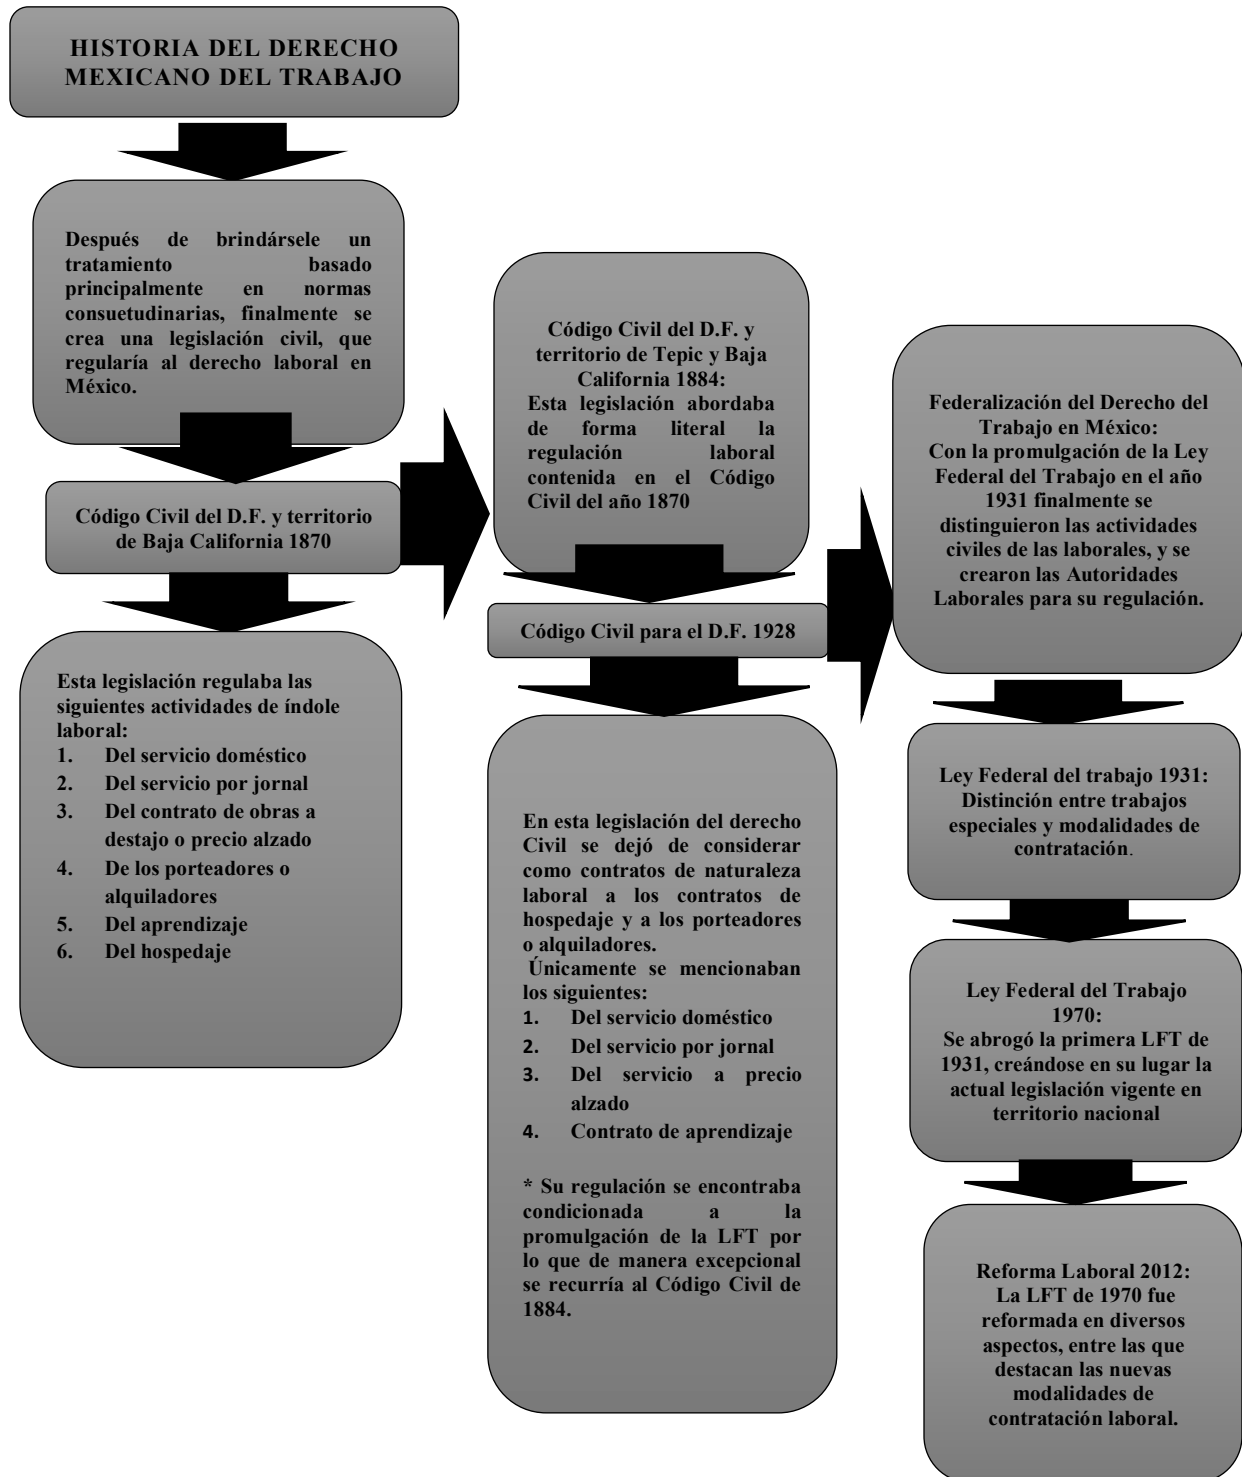 HISTORIA DEL DERECHO
MEXICANO DEL TRABAJO
Después de brindársele un
tratamiento basado
principalmente en normas
consuetudinarias, finalmente se
crea una legislación civil, que
regularía al derecho laboral en
México.
Código Civil del D.F. y territorio
de Baja California 1870
Esta legislación regulaba las
siguientes actividades de índole
laboral:
1. Del servicio doméstico
2. Del servicio por jornal
3. Del contrato de obras a
destajo o precio alzado
4. De los porteadores o
alquiladores
5. Del aprendizaje
6. Del hospedaje
Código Civil del D.F. y
territorio de Tepic y Baja
California 1884:
Esta legislación abordaba
de forma literal la
regulación laboral
contenida en el Código
Civil del año 1870
Código Civil para el D.F. 1928
En esta legislación del derecho
Civil se dejó de considerar
como contratos de naturaleza
laboral a los contratos de
hospedaje y a los porteadores
o alquiladores.
Únicamente se mencionaban
los siguientes:
1. Del servicio doméstico
2. Del servicio por jornal
3. Del servicio a precio
alzado
4. Contrato de aprendizaje
* Su regulación se encontraba
condicionada a la
promulgación de la LFT por
lo que de manera excepcional
se recurría al Código Civil de
1884.
Federalización del Derecho del
Trabajo en México:
Con la promulgación de la Ley
Federal del Trabajo en el año
1931 finalmente se
distinguieron las actividades
civiles de las laborales, y se
crearon las Autoridades
Laborales para su regulación.
Ley Federal del trabajo 1931:
Distinción entre trabajos
especiales y modalidades de
contratación.
Ley Federal del Trabajo
1970:
Se abrogó la primera LFT de
1931, creándose en su lugar la
actual legislación vigente en
territorio nacional
Reforma Laboral 2012:
La LFT de 1970 fue
reformada en diversos
aspectos, entre las que
destacan las nuevas
modalidades de
contratación laboral.